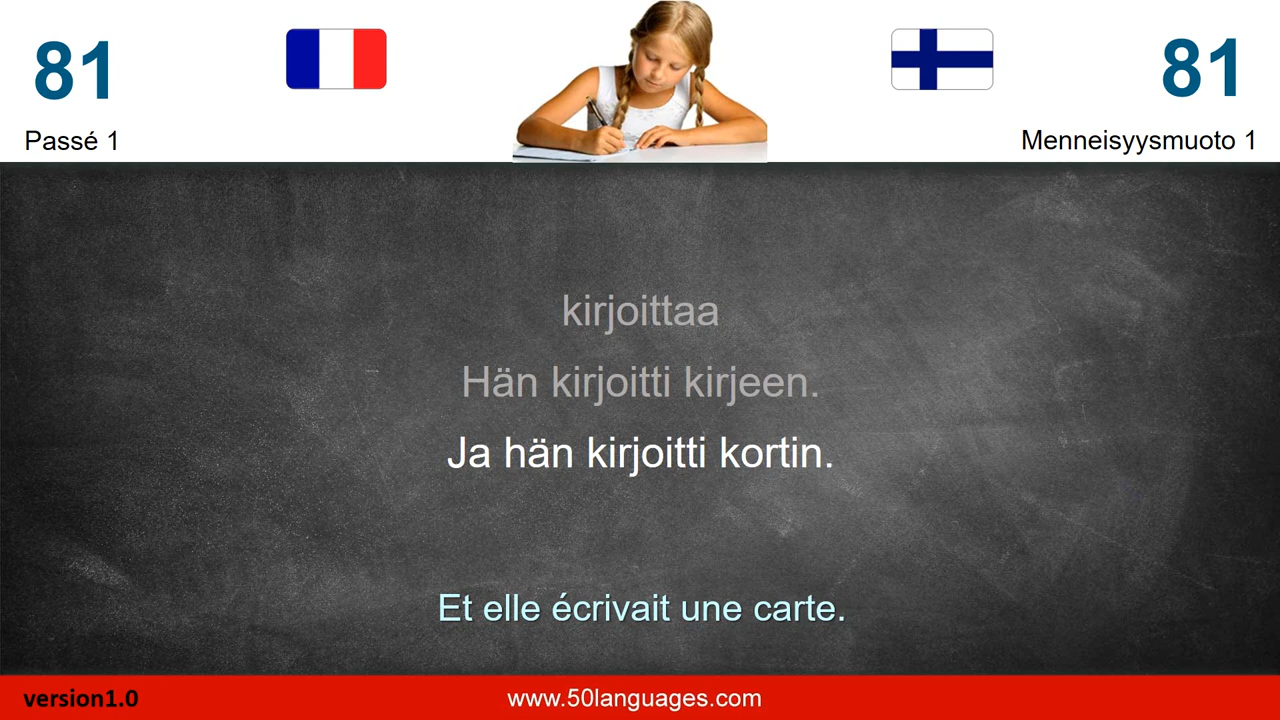 81
81
Passé 1
Menneisyysmuoto 1
kirjoittaa
Hän kirjoitti kirjeen.
Ja hän kirjoitti kortin.
Et elle écrivait une carte.
version1.0
www.50languages.com